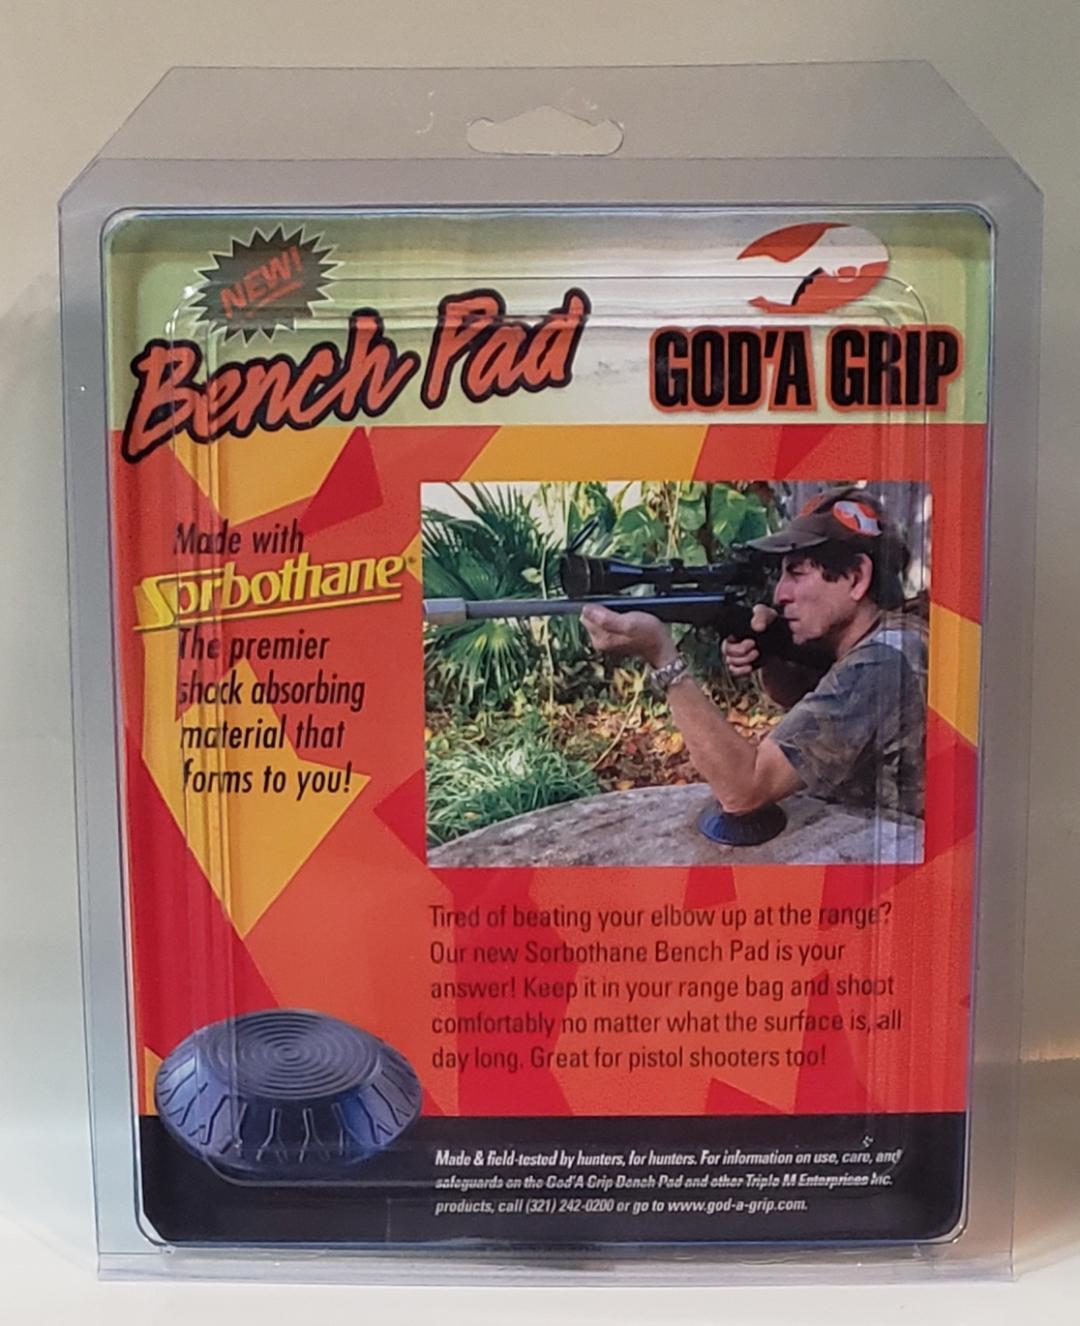 NEW!
Bench Pad
GOD'A GRIP
Made with
Sorbothane®
The premier
shock absorbing
material that
forms to you!
Tired of beating your elbow up at the range?
Our new Sorbothane Bench Pad is your
answer! Keep it in your range bag and shoot
comfortably no matter what the surface is, all
day long. Great for pistol shooters too!
Made & field-tested by hunters, for hunters. For information on use, care, and
safeguards on the God'A Grip Bench Pad and other Triple M Enterprises Inc.
products, call (321) 242-0200 or go to www.god-a-grip.com.